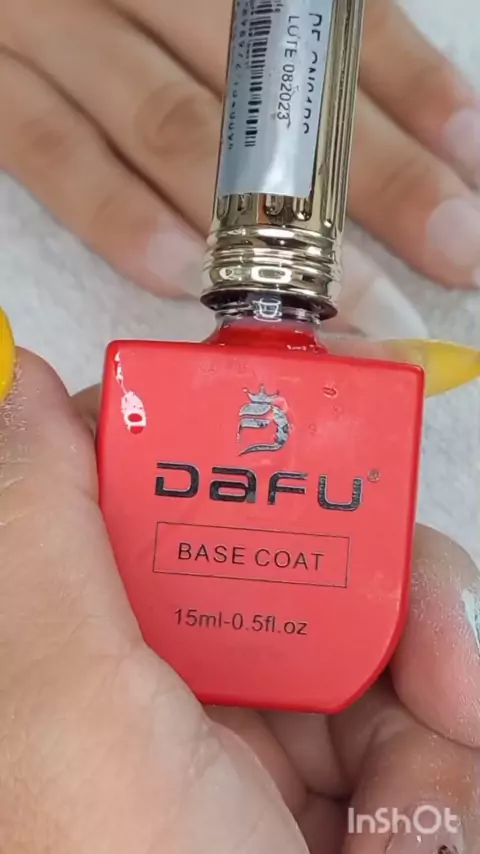 LOTE 082023
DaFu®
BASE COAT
15ml-0.5fl.oz
InShOt